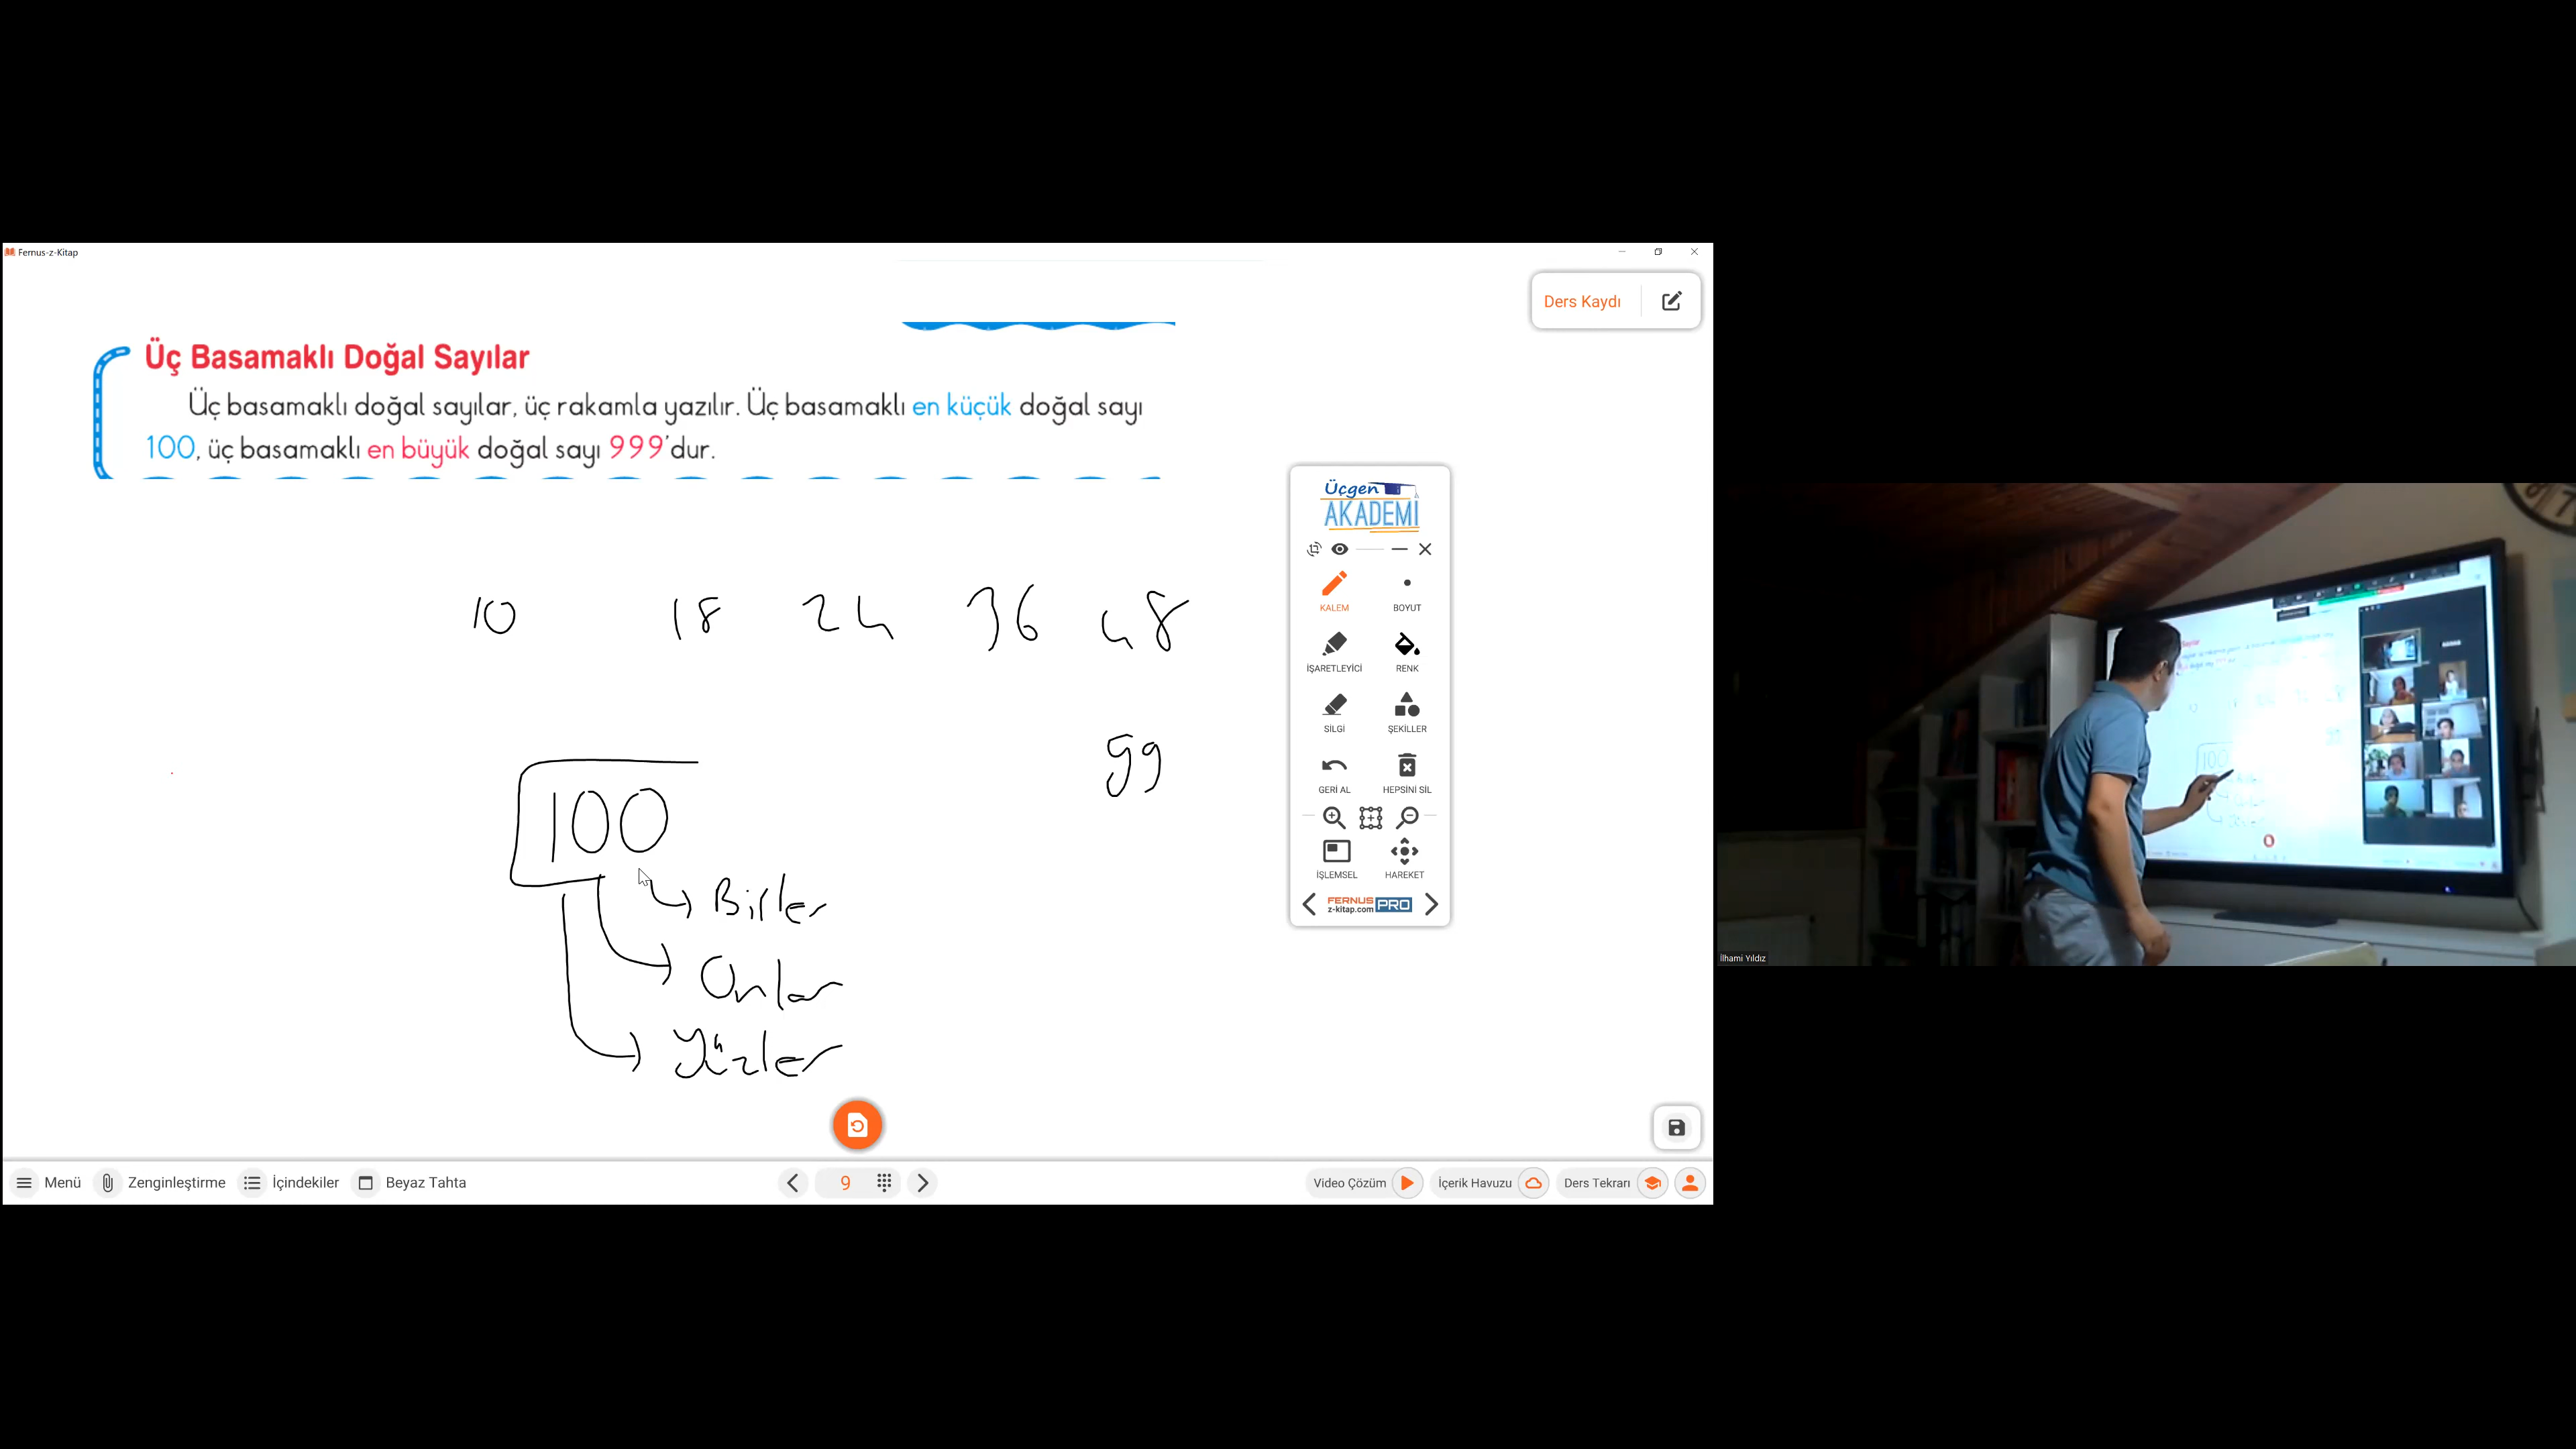 Fernus-z-Kitap
Ders Kaydı
Üç Basamaklı Doğal Sayılar
Üç basamaklı doğal sayılar, üç rakamla yazılır. Üç basamaklı en küçük doğal sayı
100, üç basamaklı en büyük doğal sayı 999'dur.
10 18 24 36 48
99
100
Birler
Onlar
Yüzler
Üçgen
AKADEMİ
KALEM BOYUT
İŞARETLEYİCİ RENK
SİLGİ ŞEKİLLER
GERİ AL HEPSİNİ SİL
İŞLEMSEL HAREKET
FERNUS
z-kitap.com PRO
Menü Zenginleştirme İçindekiler Beyaz Tahta 9 Video Çözüm İçerik Havuzu Ders Tekrarı
İlhami Yıldız